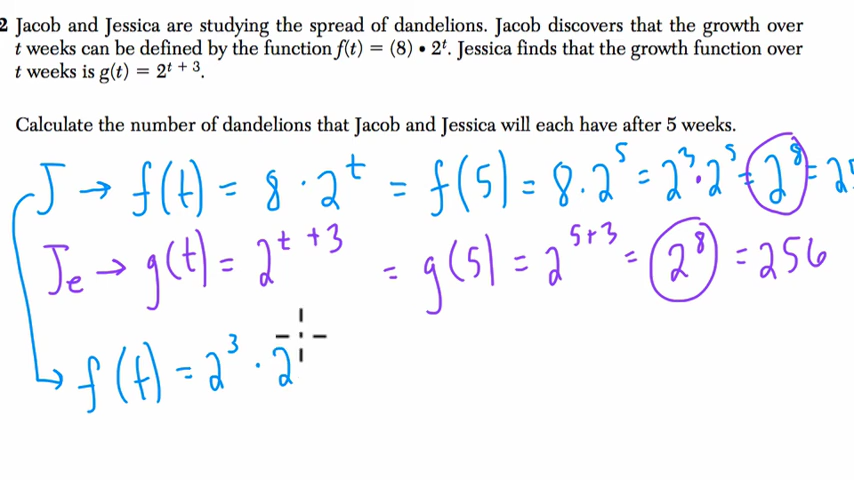 2 Jacob and Jessica are studying the spread of dandelions. Jacob discovers that the growth over
t weeks can be defined by the function f(t) = (8) • 2^t. Jessica finds that the growth function over
t weeks is g(t) = 2^{t + 3}.
Calculate the number of dandelions that Jacob and Jessica will each have after 5 weeks.
J → f(t) = 8 · 2^t = f(5) = 8 · 2^5 = 2^3 · 2^5 = 2^8 = 2
Je → g(t) = 2^{t + 3} = g(5) = 2^{5+3} = 2^8 = 256
↳ f(t) = 2^3 · 2